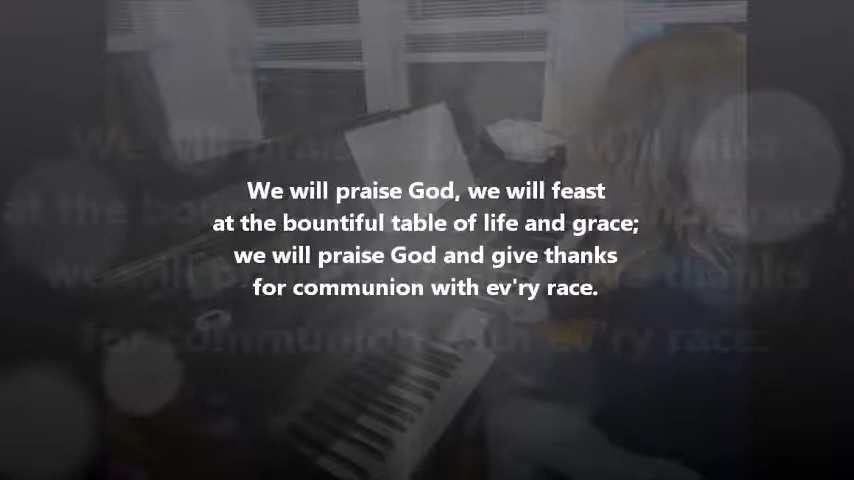 We will praise God, we will feast
at the bountiful table of life and grace;
we will praise God and give thanks
for communion with ev'ry race.